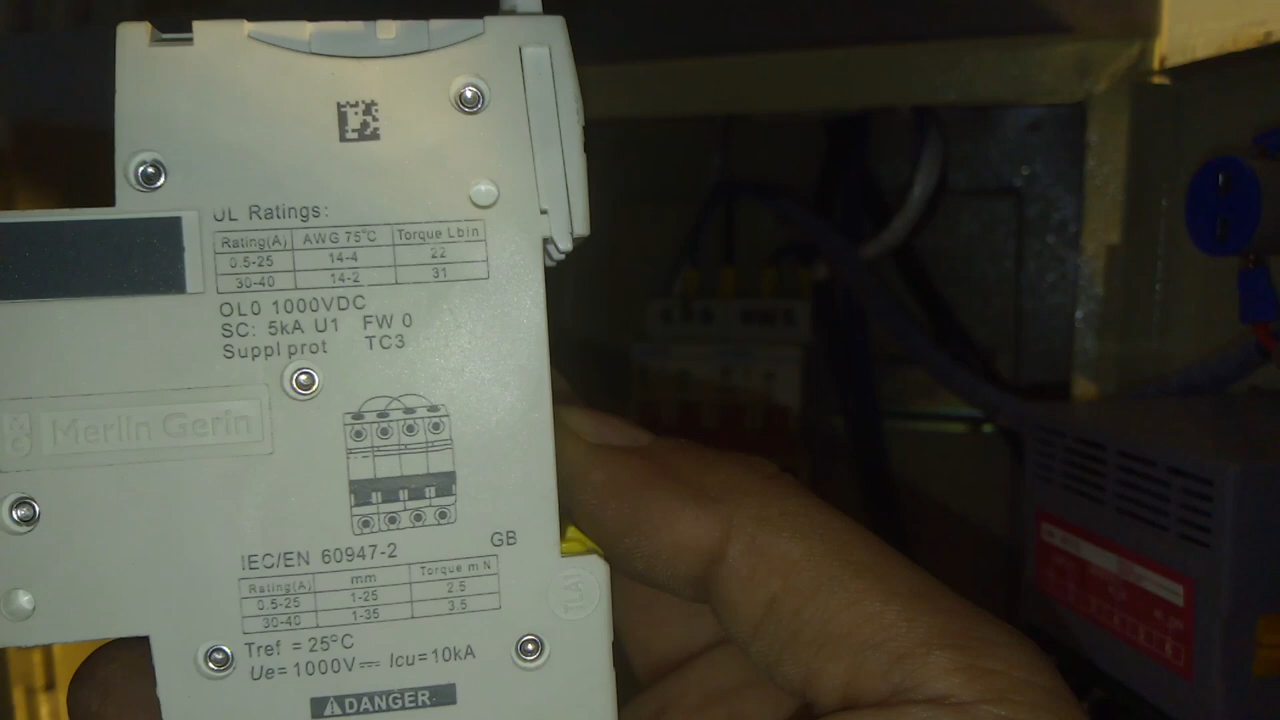 UL Ratings:
Rating(A) AWG 75°C Torque Lbin
0.5-25 14-4 22
30-40 14-2 31
OL0 1000VDC
SC: 5kA U1 FW 0
Suppl prot TC3
Merlin Gerin
IEC/EN 60947-2 GB
Rating(A) mm Torque m N
0.5-25 1-25 2.5
30-40 1-35 3.5
Tref = 25°C
Ue=1000V⎓ Icu=10kA
DANGER